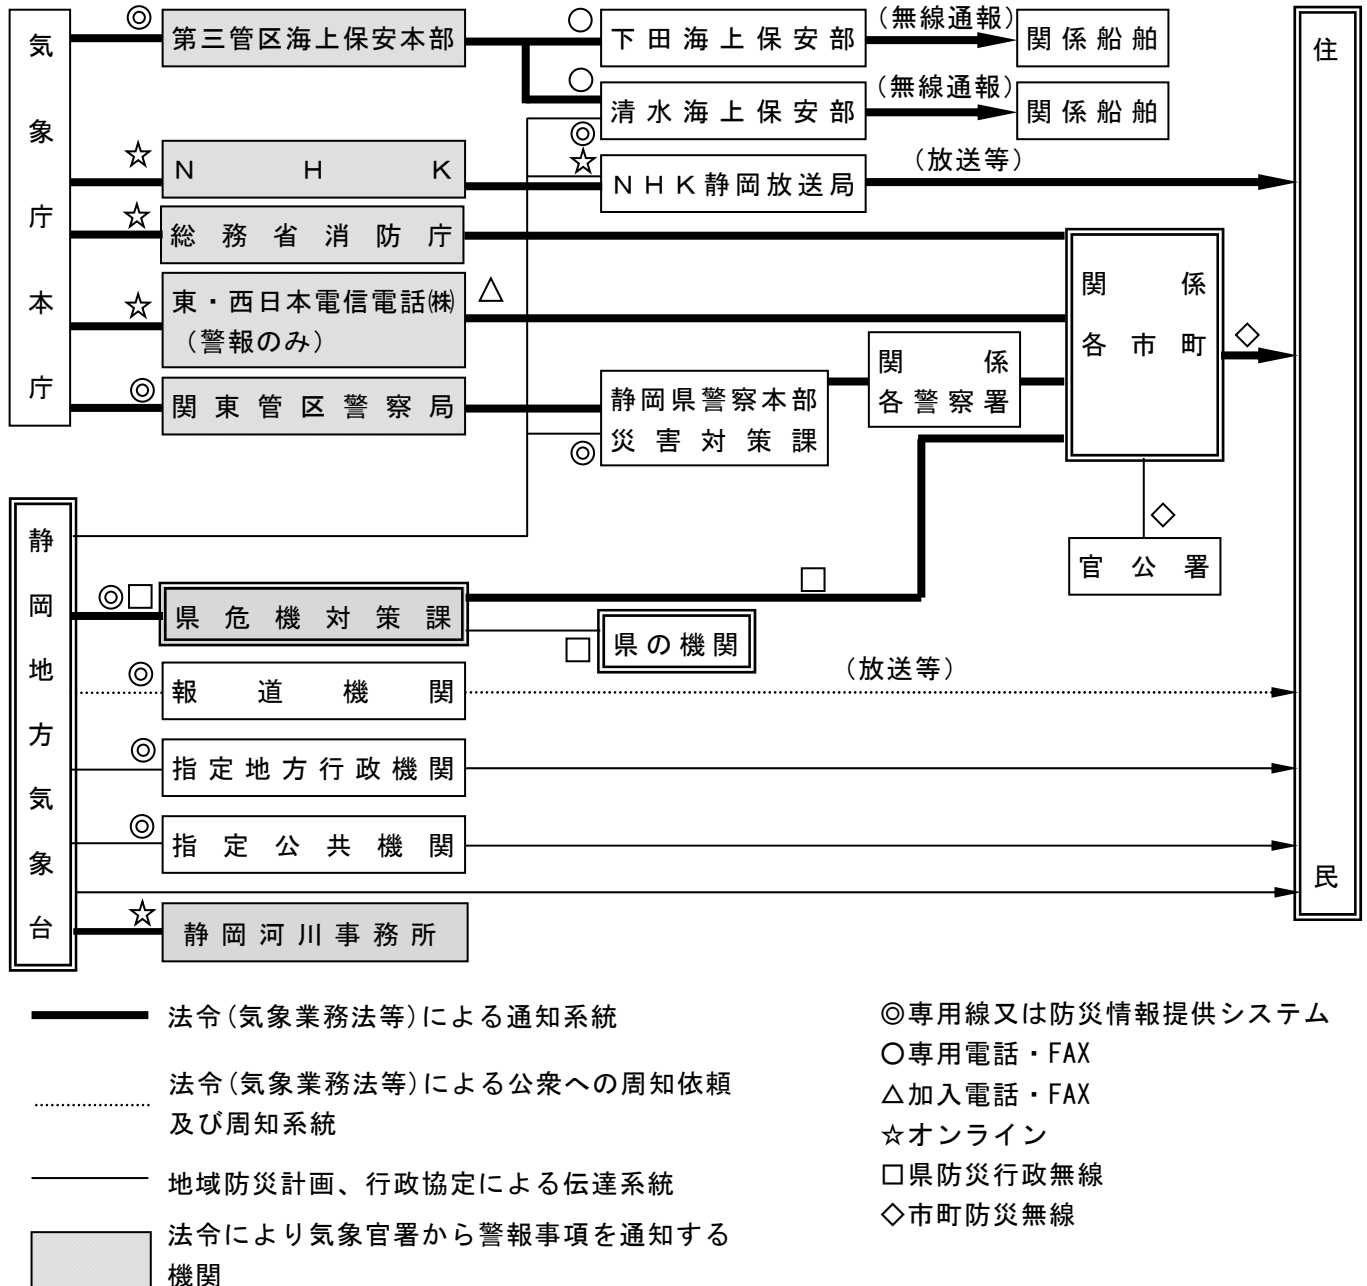 気象庁本庁
◎
第三管区海上保安本部
○
下田海上保安部
(無線通報)
関係船舶
○
清水海上保安部
(無線通報)
関係船舶
◎
☆
NHK
☆
NHK静岡放送局
(放送等)
☆
総務省消防庁
☆
東・西日本電信電話㈱
(警報のみ)
△
◎
関東管区警察局
静岡県警察本部
災害対策課
◎
関係
各警察署
関係
各市町
◇
◇
官公署
住民
静岡地方気象台
◎□
県危機対策課
□
□
県の機関
◎
報道機関
(放送等)
◎
指定地方行政機関
◎
指定公共機関
☆
静岡河川事務所
法令(気象業務法等)による通知系統
法令(気象業務法等)による公衆への周知依頼
及び周知系統
地域防災計画、行政協定による伝達系統
法令により気象官署から警報事項を通知する
機関
◎専用線又は防災情報提供システム
○専用電話・FAX
△加入電話・FAX
☆オンライン
□県防災行政無線
◇市町防災無線